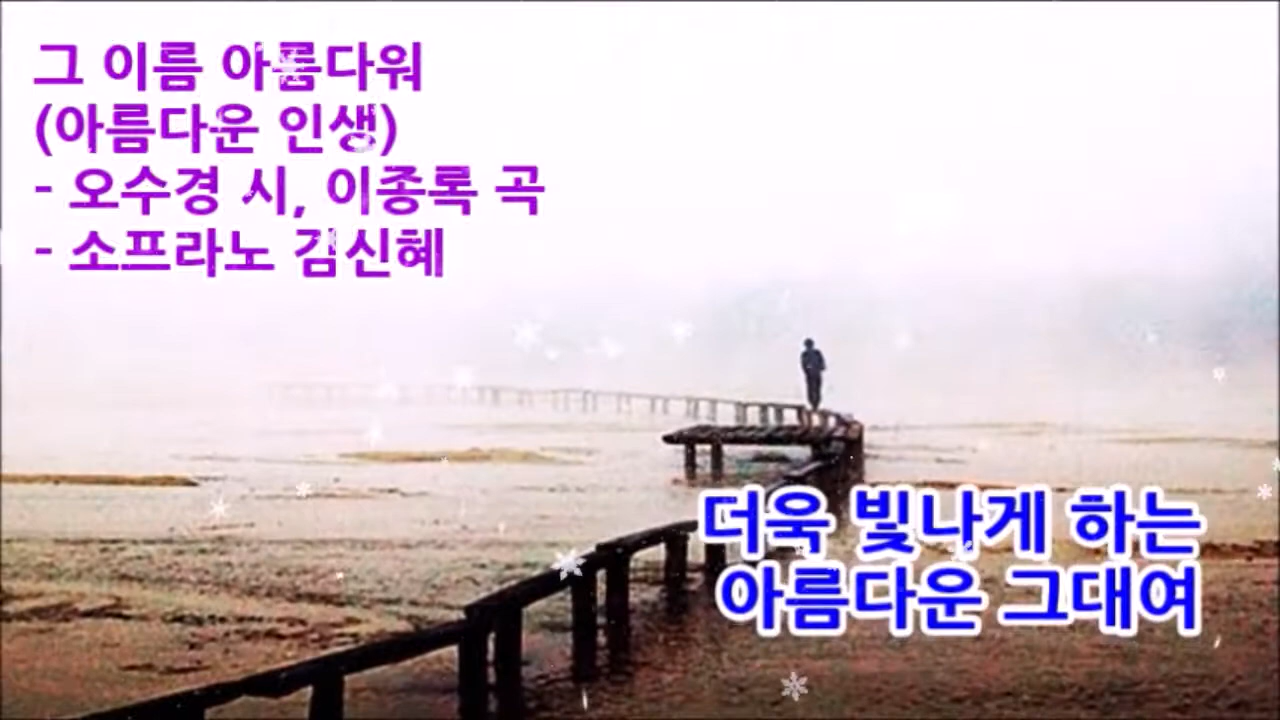 그 이름 아름다워
(아름다운 인생)
- 오수경 시, 이종록 곡
- 소프라노 김신혜
더욱 빛나게 하는
아름다운 그대여